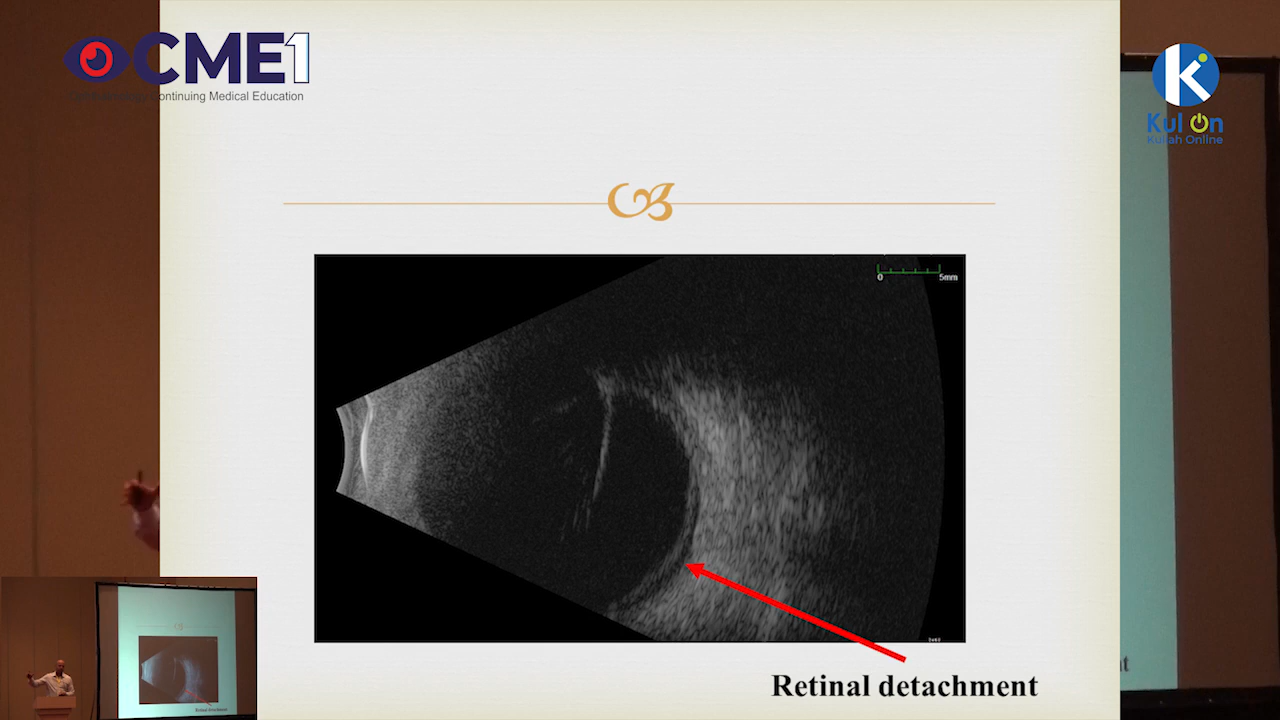 CME1
Continuing Medical Education
Kul On
Kuliah Online
0
5mm
Retinal detachment